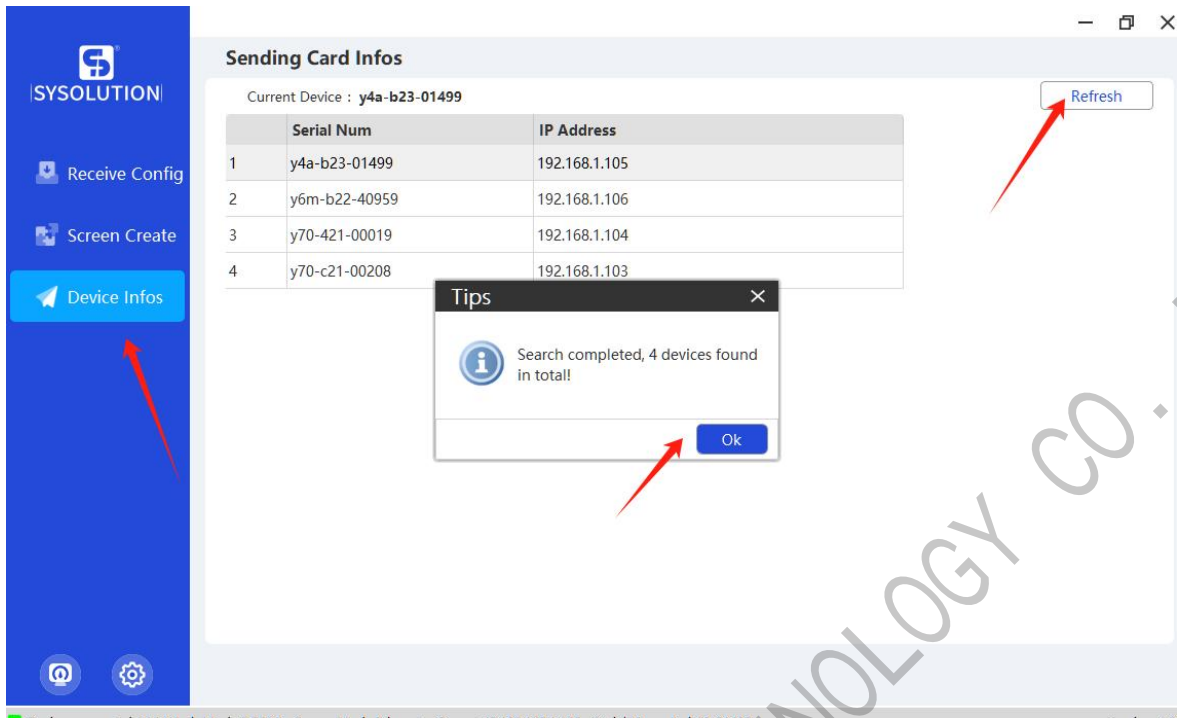 SYSOLUTION
Receive Config
Screen Create
Device Infos
Sending Card Infos
Current Device : y4a-b23-01499
Refresh
Serial Num IP Address
1 y4a-b23-01499 192.168.1.105
2 y6m-b22-40959 192.168.1.106
3 y70-421-00019 192.168.1.104
4 y70-c21-00208 192.168.1.103
Tips
Search completed, 4 devices found
in total!
Ok
NOLOGY CO.